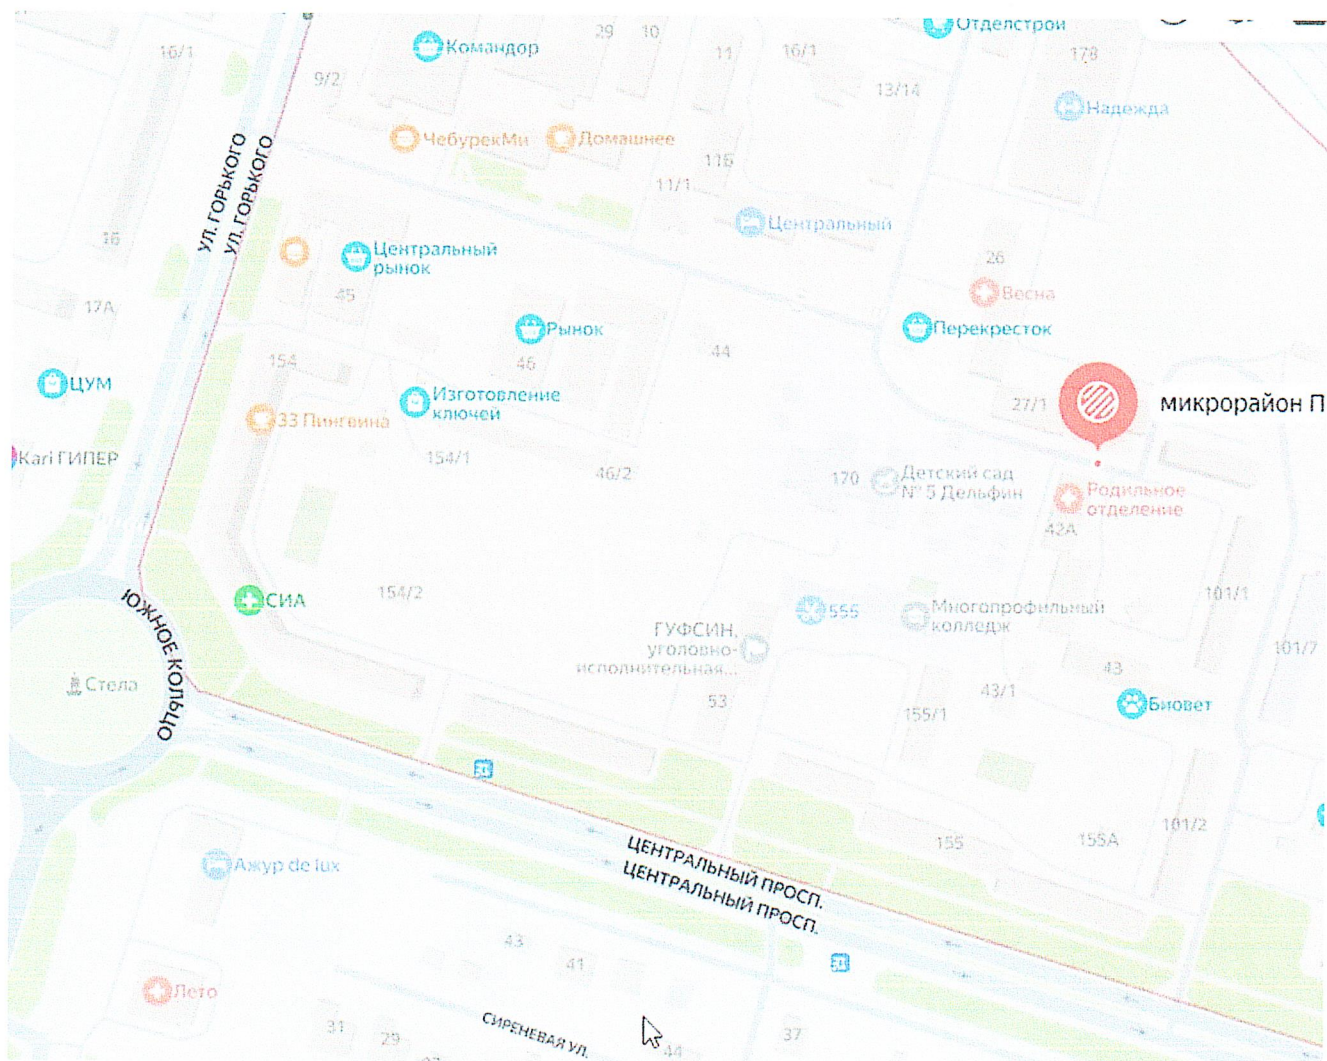 Отделстрой
16/1
Командор
29
10
11
16/1
178
9/2
13/14
Надежда
ЧебурекМи
Домашнее
11Б
11/1
УЛ. ГОРЬКОГО
УЛ. ГОРЬКОГО
Центральный
16
Центральный
рынок
26
45
Весна
17А
Рынок
Перекресток
44
154
46
ЦУМ
Изготовление
ключей
27/1
микрорайон П
33 Пингвина
Kari ГИПЕР
154/1
46/2
170
Детский сад
№ 5 Дельфин
Родильное
отделение
42А
СИА
154/2
101/1
ЮЖНОЕ КОЛЬЦО
555
Многопрофильный
колледж
ГУФСИН,
уголовно-
исполнительная...
101/7
Стела
43
53
43/1
155/1
Биовет
101/2
155
155А
ЦЕНТРАЛЬНЫЙ ПРОСП.
ЦЕНТРАЛЬНЫЙ ПРОСП.
Ажур de lux
43
41
Лето
СИРЕНЕВАЯ УЛ.
31
29
44
37